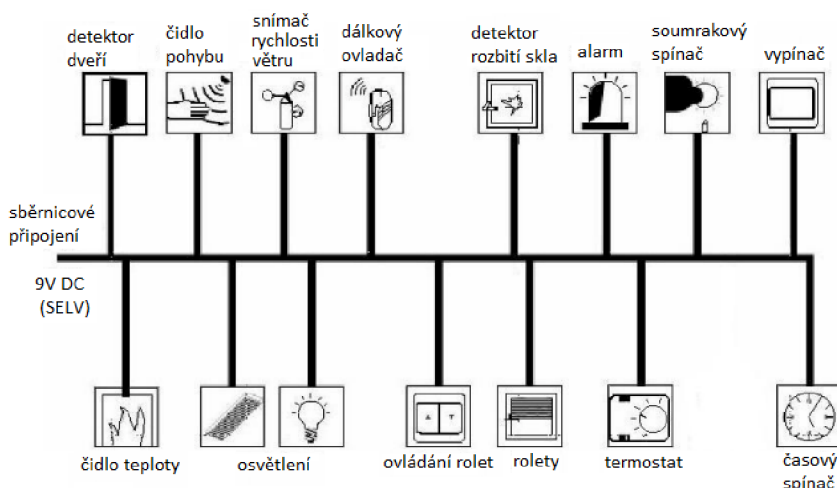 detektor
dveří
čidlo
pohybu
snímač
rychlosti
větru
dálkový
ovladač
detektor
rozbití skla
alarm
soumrakový
spínač
vypínač
sběrnicové
připojení
9V DC
(SELV)
čidlo teploty
osvětlení
ovládání rolet
rolety
termostat
časový
spínač